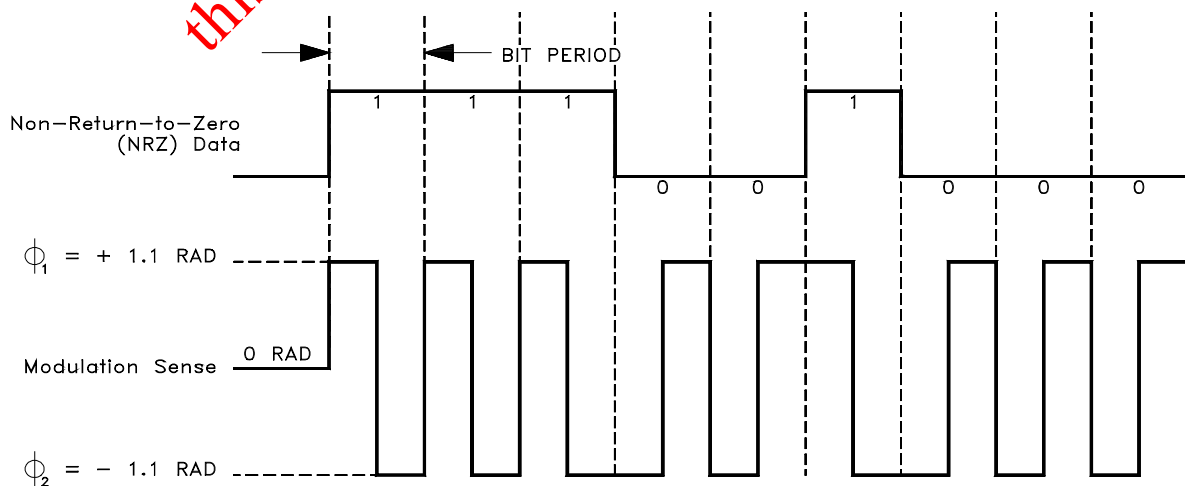 thi
BIT PERIOD
1 1 1 1
Non-Return-to-Zero
(NRZ) Data
0 0 0 0 0
ϕ₁ = + 1.1 RAD
0 RAD
Modulation Sense
ϕ₂ = - 1.1 RAD